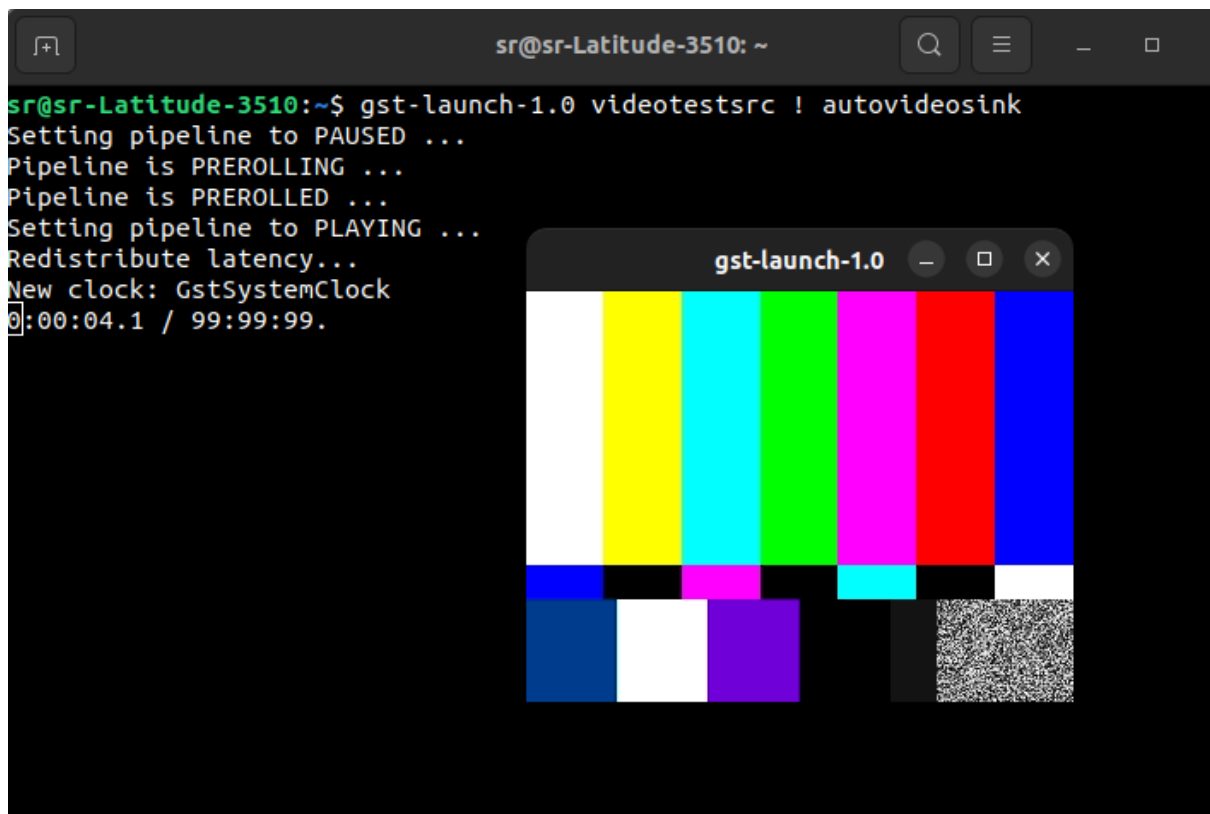 sr@sr-Latitude-3510: ~
sr@sr-Latitude-3510:~$ gst-launch-1.0 videotestsrc ! autovideosink
Setting pipeline to PAUSED ...
Pipeline is PREROLLING ...
Pipeline is PREROLLED ...
Setting pipeline to PLAYING ...
Redistribute latency...
New clock: GstSystemClock
0:00:04.1 / 99:99:99.
gst-launch-1.0